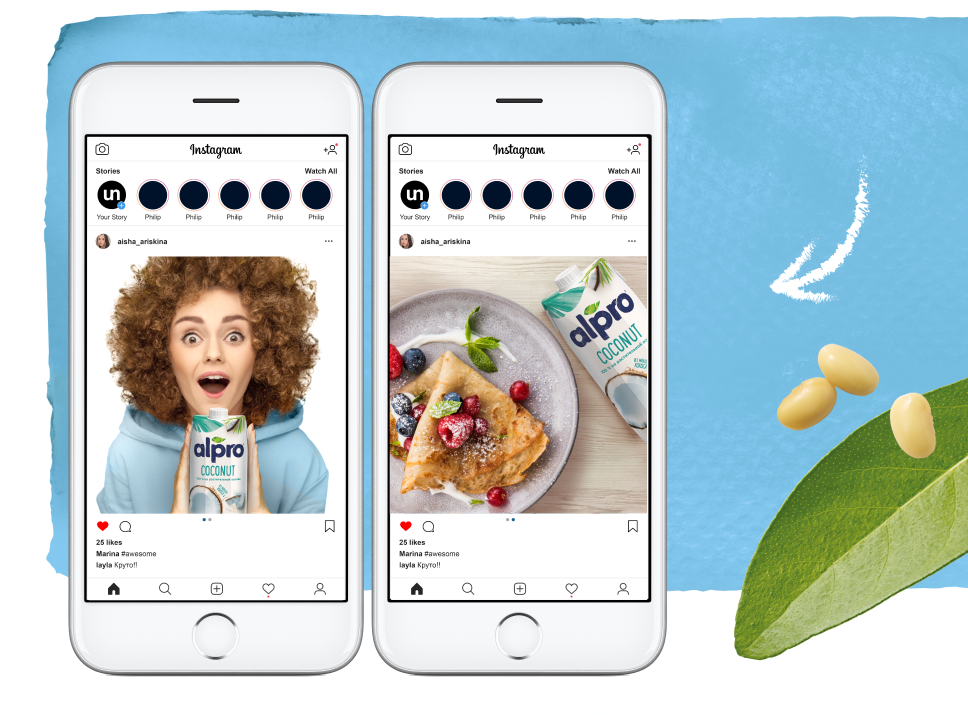 Instagram
Stories Watch All
un
Your Story Philip Philip Philip Philip Philip
aisha_ariskina
alpro
COCONUT
25 likes
Marina #awesome
layla Круто!!
Instagram
Stories Watch All
un
Your Story Philip Philip Philip Philip Philip
aisha_ariskina
alpro
COCONUT
25 likes
Marina #awesome
layla Круто!!